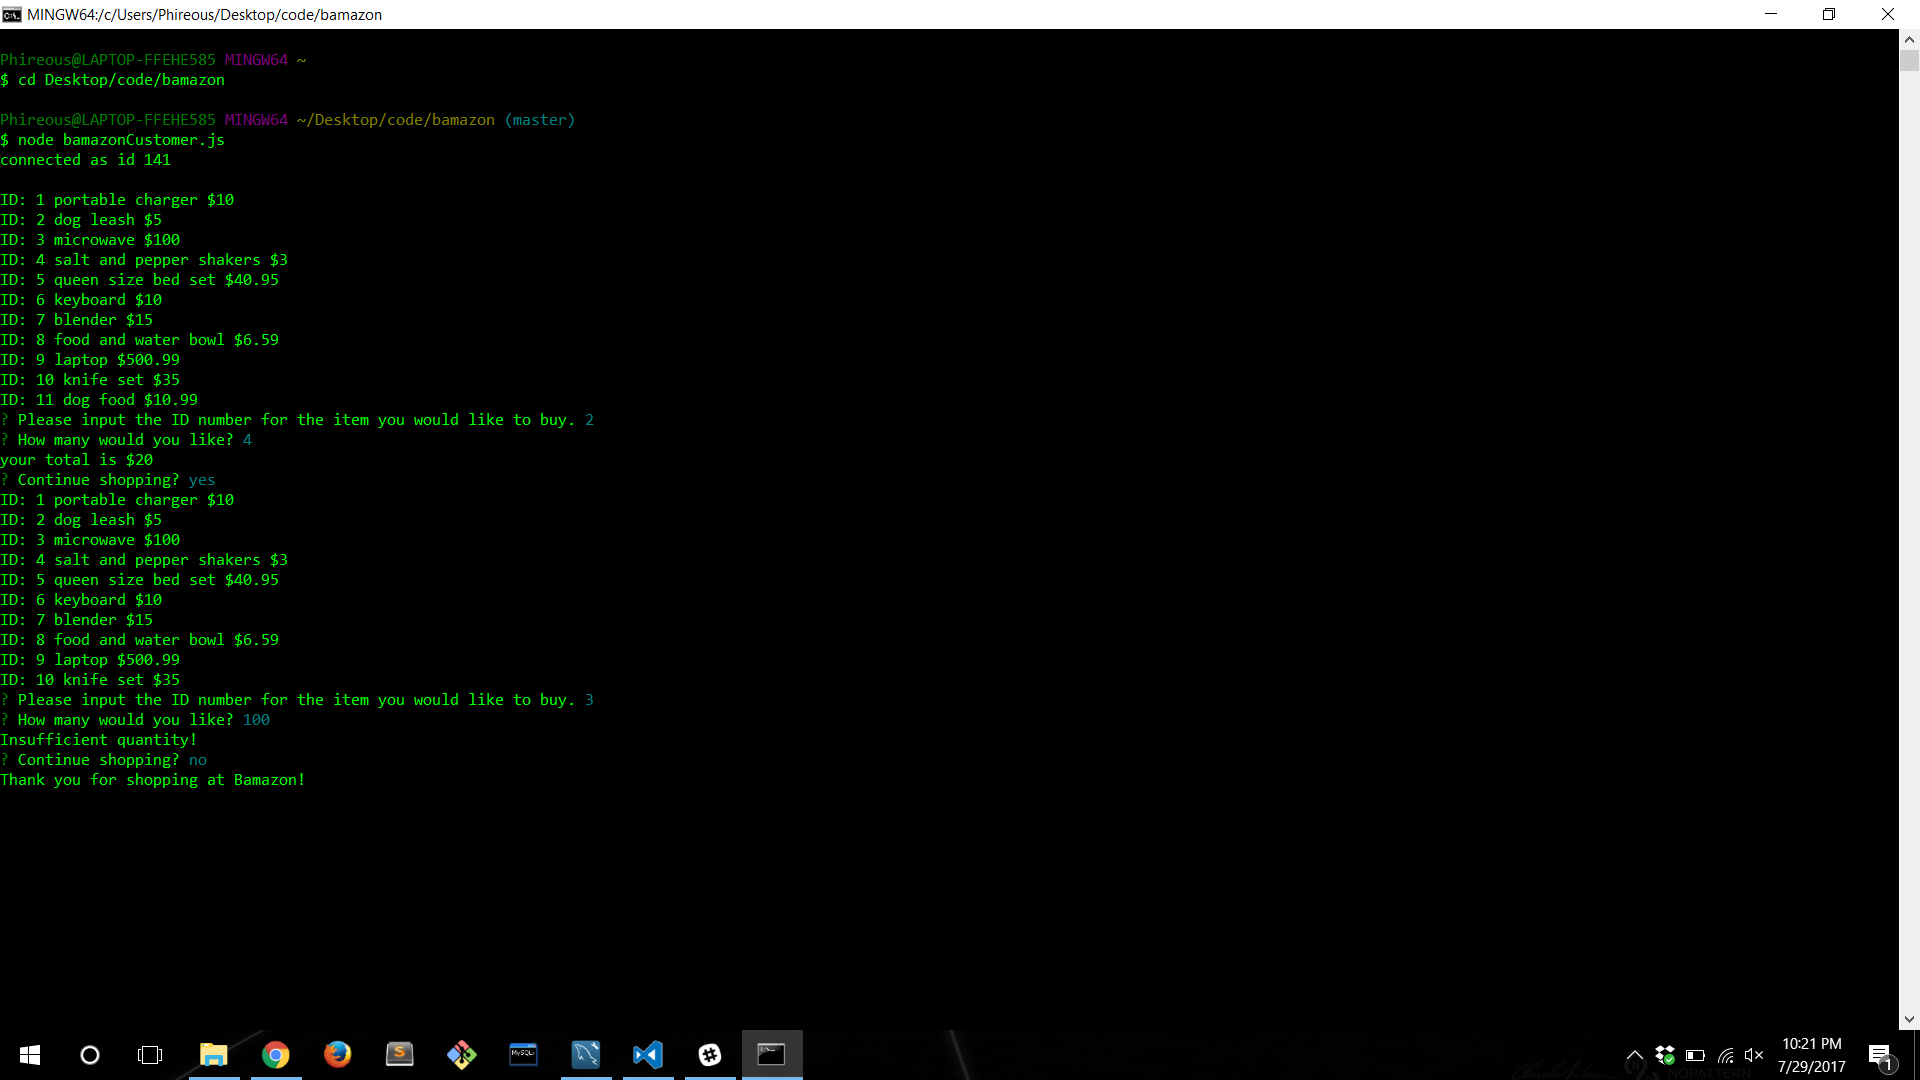 MINGW64:/c/Users/Phireous/Desktop/code/bamazon
Phireous@LAPTOP-FFEHE585 MINGW64 ~
$ cd Desktop/code/bamazon
Phireous@LAPTOP-FFEHE585 MINGW64 ~/Desktop/code/bamazon (master)
$ node bamazonCustomer.js
connected as id 141
ID: 1 portable charger $10
ID: 2 dog leash $5
ID: 3 microwave $100
ID: 4 salt and pepper shakers $3
ID: 5 queen size bed set $40.95
ID: 6 keyboard $10
ID: 7 blender $15
ID: 8 food and water bowl $6.59
ID: 9 laptop $500.99
ID: 10 knife set $35
ID: 11 dog food $10.99
? Please input the ID number for the item you would like to buy. 2
? How many would you like? 4
your total is $20
? Continue shopping? yes
ID: 1 portable charger $10
ID: 2 dog leash $5
ID: 3 microwave $100
ID: 4 salt and pepper shakers $3
ID: 5 queen size bed set $40.95
ID: 6 keyboard $10
ID: 7 blender $15
ID: 8 food and water bowl $6.59
ID: 9 laptop $500.99
ID: 10 knife set $35
? Please input the ID number for the item you would like to buy. 3
? How many would you like? 100
Insufficient quantity!
? Continue shopping? no
Thank you for shopping at Bamazon!
MySQL
10:21 PM
7/29/2017
1
NOPATTERN